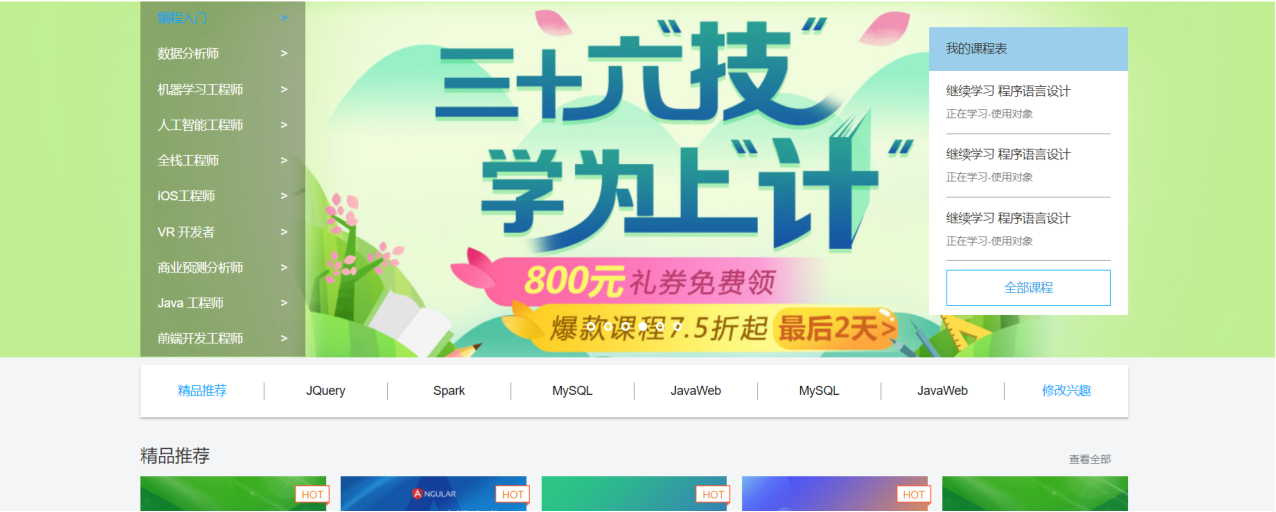 编程入门 >
数据分析师 >
机器学习工程师 >
人工智能工程师 >
全栈工程师 >
iOS工程师 >
VR 开发者 >
商业预测分析师 >
Java 工程师 >
前端开发工程师 >
三十六“技”
学为上“计”
800元礼券免费领
爆款课程7.5折起 最后2天>
我的课程表
继续学习 程序语言设计
正在学习-使用对象
继续学习 程序语言设计
正在学习-使用对象
继续学习 程序语言设计
正在学习-使用对象
全部课程
精品推荐 JQuery Spark MySQL JavaWeb MySQL JavaWeb 修改兴趣
精品推荐 查看全部
HOT ANGULAR HOT HOT HOT